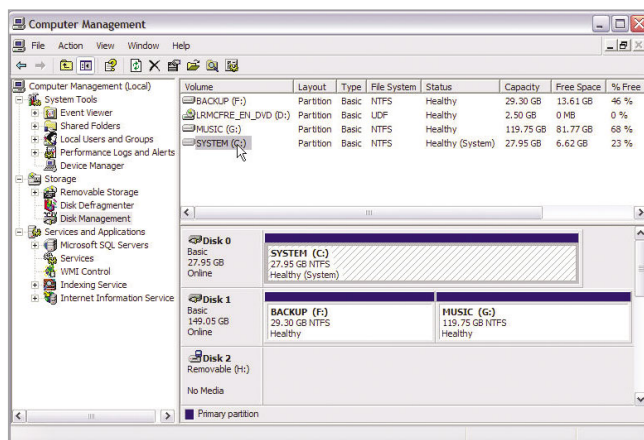 Computer Management
File Action View Window Help
Computer Management (Local)
System Tools
Event Viewer
Shared Folders
Local Users and Groups
Performance Logs and Alerts
Device Manager
Storage
Removable Storage
Disk Defragmenter
Disk Management
Services and Applications
Microsoft SQL Servers
Services
WMI Control
Indexing Service
Internet Information Service
Volume Layout Type File System Status Capacity Free Space % Free
BACKUP (F:) Partition Basic NTFS Healthy 29.30 GB 13.61 GB 46 %
LRMCFRE_EN_DVD (D:) Partition Basic UDF Healthy 2.50 GB 0 MB 0 %
MUSIC (G:) Partition Basic NTFS Healthy 119.75 GB 81.77 GB 68 %
SYSTEM (C:) Partition Basic NTFS Healthy (System) 27.95 GB 6.62 GB 23 %
Disk 0
Basic
27.95 GB
Online
SYSTEM (C:)
27.95 GB NTFS
Healthy (System)
Disk 1
Basic
149.05 GB
Online
BACKUP (F:)
29.30 GB NTFS
Healthy
MUSIC (G:)
119.75 GB NTFS
Healthy
Disk 2
Removable (H:)
No Media
Primary partition